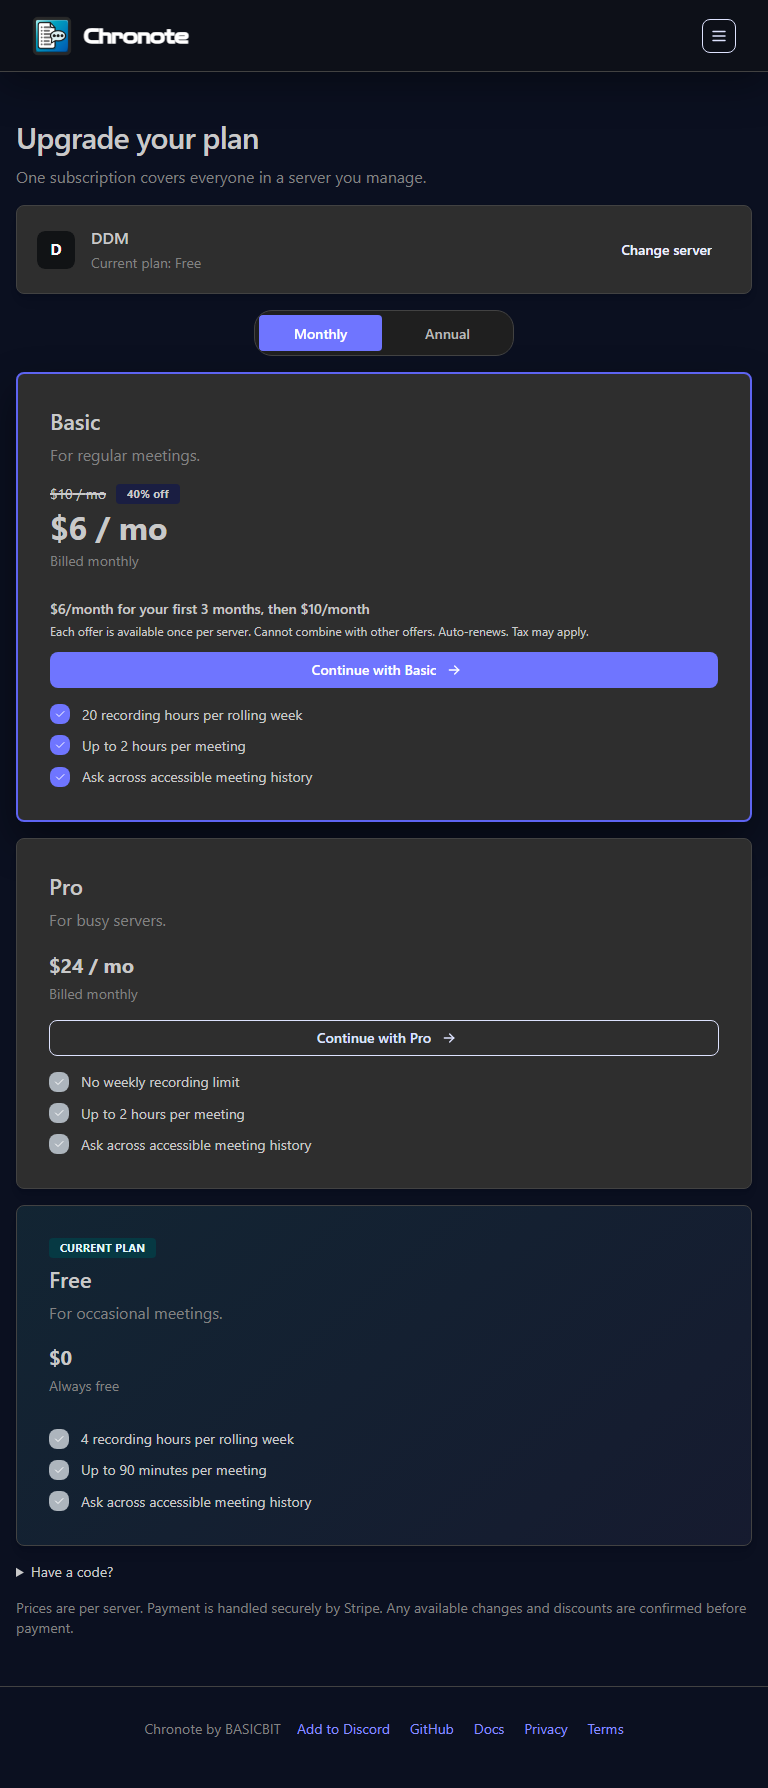 Chronote
Upgrade your plan
One subscription covers everyone in a server you manage.
D
DDM
Current plan: Free
Change server
Monthly
Annual
Basic
For regular meetings.
$10 / mo
40% off
$6 / mo
Billed monthly
$6/month for your first 3 months, then $10/month
Each offer is available once per server. Cannot combine with other offers. Auto-renews. Tax may apply.
Continue with Basic →
20 recording hours per rolling week
Up to 2 hours per meeting
Ask across accessible meeting history
Pro
For busy servers.
$24 / mo
Billed monthly
Continue with Pro →
No weekly recording limit
Up to 2 hours per meeting
Ask across accessible meeting history
CURRENT PLAN
Free
For occasional meetings.
$0
Always free
4 recording hours per rolling week
Up to 90 minutes per meeting
Ask across accessible meeting history
Have a code?
Prices are per server. Payment is handled securely by Stripe. Any available changes and discounts are confirmed before
payment.
Chronote by BASICBIT
Add to Discord
GitHub
Docs
Privacy
Terms